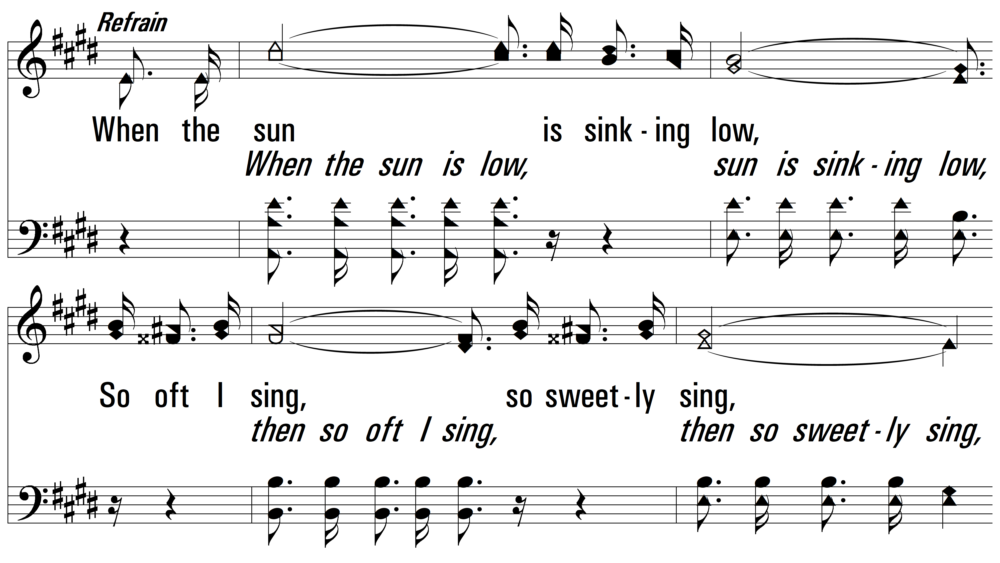 Refrain
When the sun is sink - ing low,
When the sun is low, sun is sink - ing low,
So oft I sing, so sweet - ly sing,
then so oft I sing, then so sweet - ly sing,